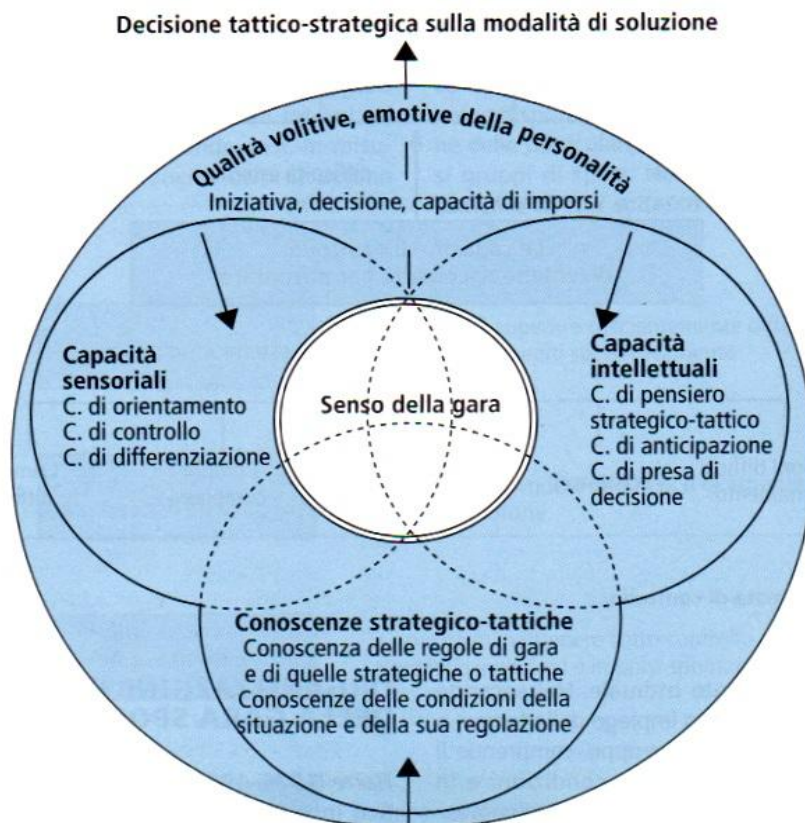 Decisione tattico-strategica sulla modalità di soluzione
Qualità volitive, emotive della personalità
Iniziativa, decisione, capacità di imporsi
Capacità
sensoriali
C. di orientamento
C. di controllo
C. di differenziazione
Senso della gara
Capacità
intellettuali
C. di pensiero
strategico-tattico
C. di anticipazione
C. di presa di
decisione
Conoscenze strategico-tattiche
Conoscenza delle regole di gara
e di quelle strategiche o tattiche
Conoscenze delle condizioni della
situazione e della sua regolazione